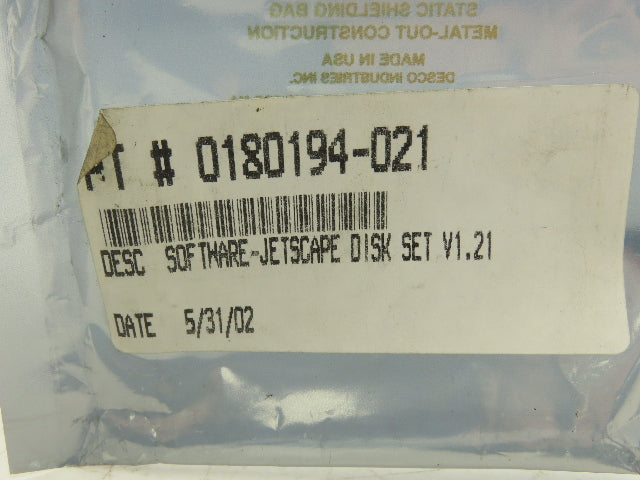 STATIC SHIELDING BAG
METAL-OUT CONSTRUCTION
MADE IN USA
DESCO INDUSTRIES INC.
PT # 0180194-021
DESC SOFTWARE-JETSCAPE DISK SET V1.21
DATE 5/31/02